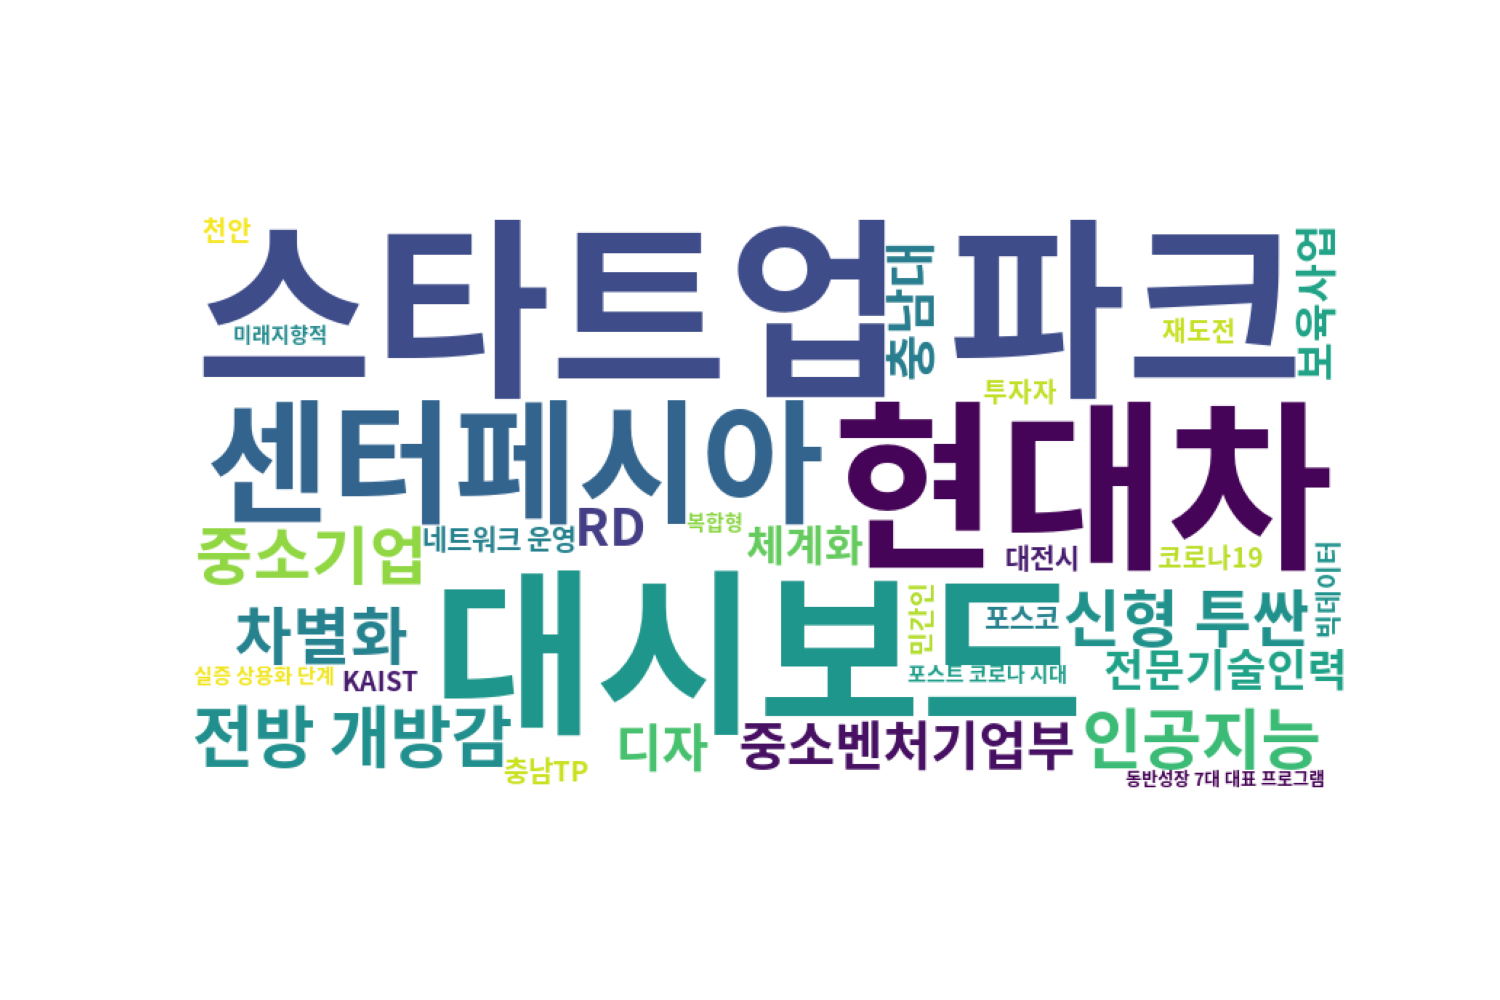 천안
스타트업 파크
충남대
보육사업
미래지향적
재도전
투자자
센터페시아
현대차
중소기업
네트워크 운영
RD
복합형
체계화
대전시
코로나19
빅데이터
차별화
대시보드
민간인
포스코
신형 투싼
실증 상용화 단계
KAIST
포스트 코로나 시대
전문기술인력
전방 개방감
충남TP
디자
중소벤처기업부
인공지능
동반성장 7대 대표 프로그램